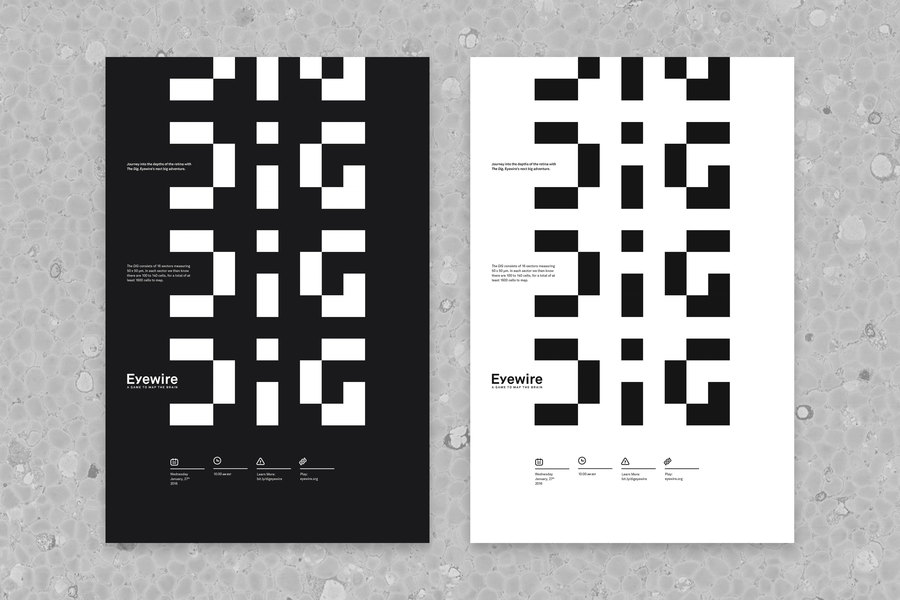 DiG
Journey into the depths of the retina with
The Dig, Eyewire's next big adventure.
DiG
The DiG consists of 16 sectors measuring
50 x 50 μm. In each sector we than know
there are 100 to 140 cells, for a total of at
least 1600 cells to map.
DiG
Eyewire
A GAME TO MAP THE BRAIN
DiG
Wednesday
January, 27th
2016
10:00 AM EST
Learn More:
bit.ly/digeyewire
Play:
eyewire.org
DiG
Journey into the depths of the retina with
The Dig, Eyewire's next big adventure.
DiG
The DiG consists of 16 sectors measuring
50 x 50 μm. In each sector we than know
there are 100 to 140 cells, for a total of at
least 1600 cells to map.
DiG
Eyewire
A GAME TO MAP THE BRAIN
DiG
Wednesday
January, 27th
2016
10:00 AM EST
Learn More:
bit.ly/digeyewire
Play:
eyewire.org